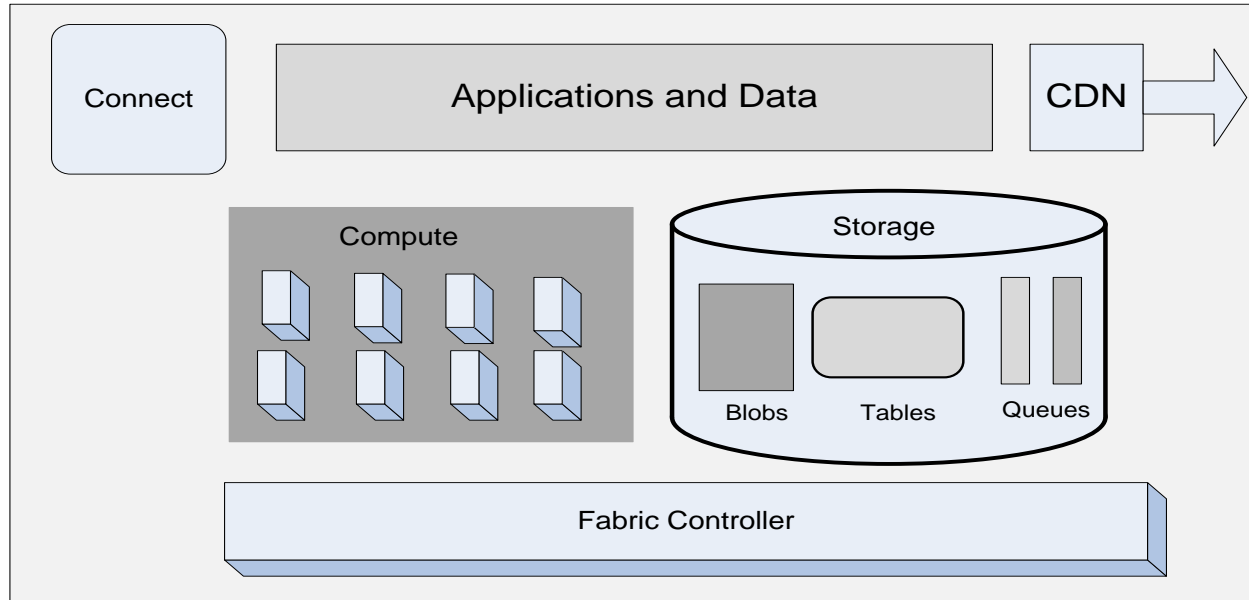 Connect
Applications and Data
CDN
Compute
Storage
Blobs
Tables
Queues
Fabric Controller